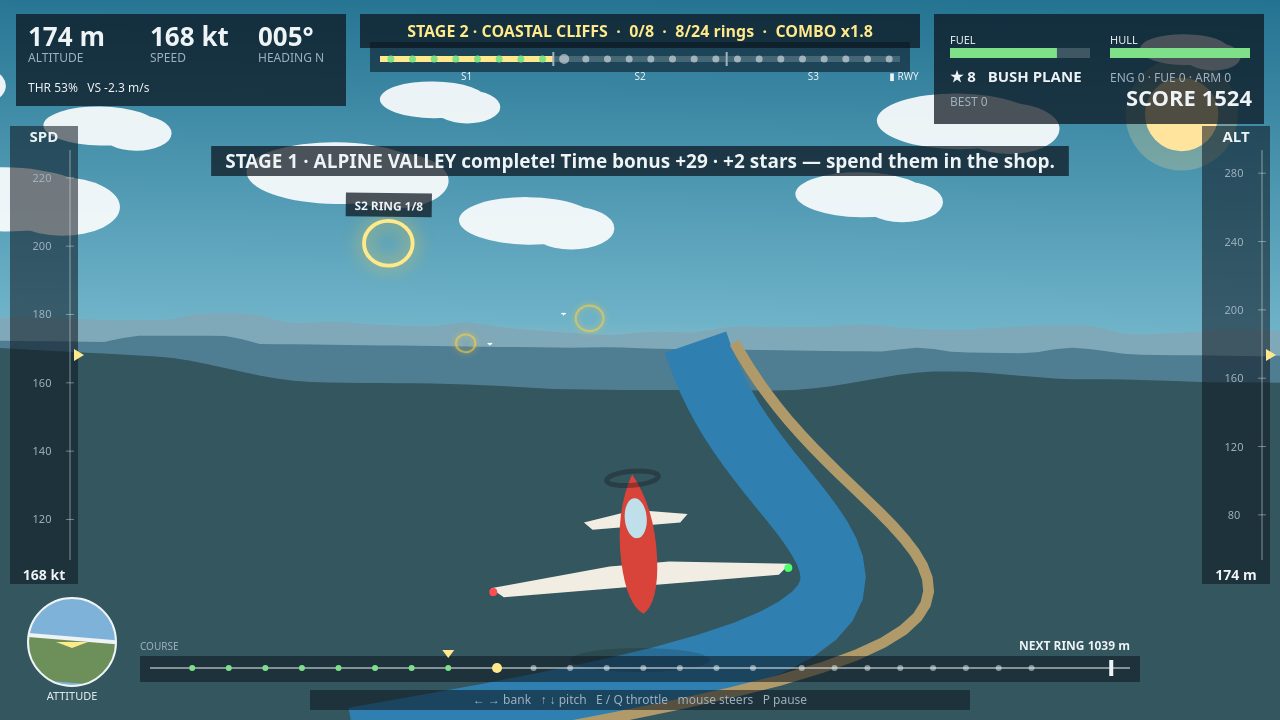 174 m
ALTITUDE
168 kt
SPEED
005°
HEADING N
THR 53% VS -2.3 m/s
STAGE 2 · COASTAL CLIFFS · 0/8 · 8/24 rings · COMBO x1.8
S1
S2
S3
RWY
FUEL
HULL
★ 8 BUSH PLANE
ENG 0 · FUE 0 · ARM 0
BEST 0
SCORE 1524
SPD
220
200
180
160
140
120
168 kt
STAGE 1 · ALPINE VALLEY complete! Time bonus +29 · +2 stars — spend them in the shop.
S2 RING 1/8
ALT
280
240
200
160
120
80
174 m
ATTITUDE
COURSE
NEXT RING 1039 m
← → bank ↑ ↓ pitch E / Q throttle mouse steers P pause